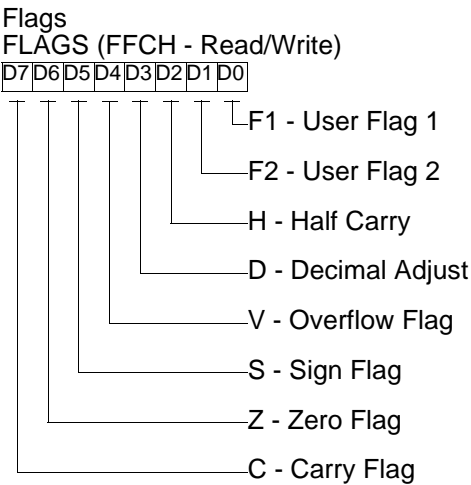 Flags
FLAGS (FFCH - Read/Write)
D7 D6 D5 D4 D3 D2 D1 D0
F1 - User Flag 1
F2 - User Flag 2
H - Half Carry
D - Decimal Adjust
V - Overflow Flag
S - Sign Flag
Z - Zero Flag
C - Carry Flag